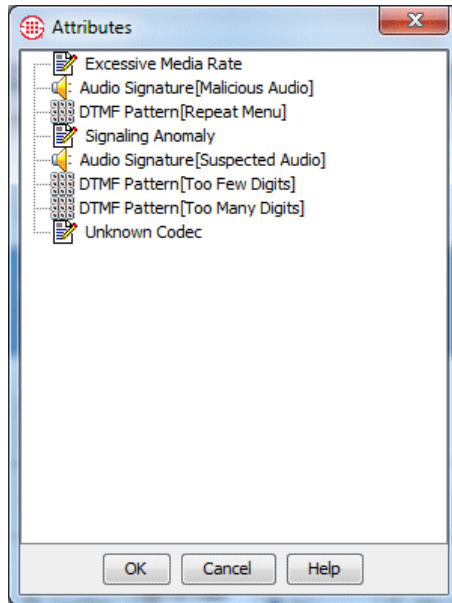 Attributes
X
Excessive Media Rate
Audio Signature[Malicious Audio]
DTMF Pattern[Repeat Menu]
Signaling Anomaly
Audio Signature[Suspected Audio]
DTMF Pattern[Too Few Digits]
DTMF Pattern[Too Many Digits]
Unknown Codec
OK Cancel Help